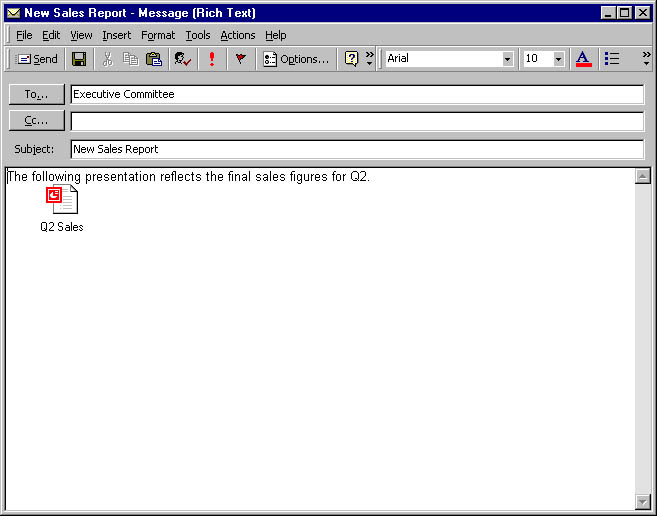 New Sales Report - Message (Rich Text)
File Edit View Insert Format Tools Actions Help
Send Options... Arial 10 A
To... Executive Committee
Cc...
Subject: New Sales Report
The following presentation reflects the final sales figures for Q2.
Q2 Sales